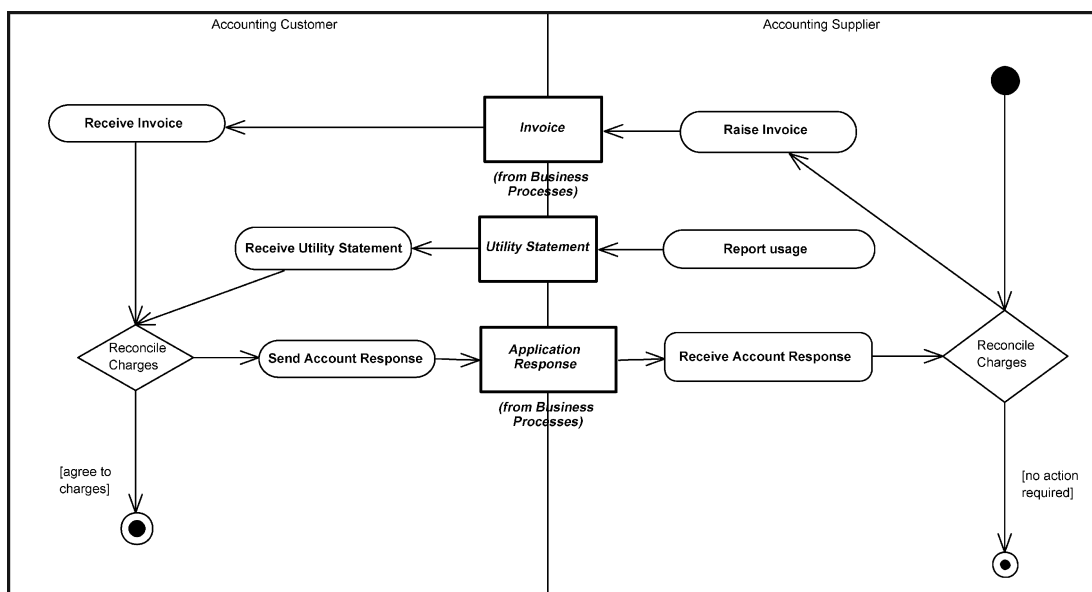 Accounting Customer
Accounting Supplier
Receive Invoice
Invoice
Raise Invoice
(from Business
Processes)
Receive Utility Statement
Utility Statement
Report usage
Reconcile
Charges
Send Account Response
Application
Response
Receive Account Response
Reconcile
Charges
(from Business
Processes)
[agree to
charges]
[no action
required]